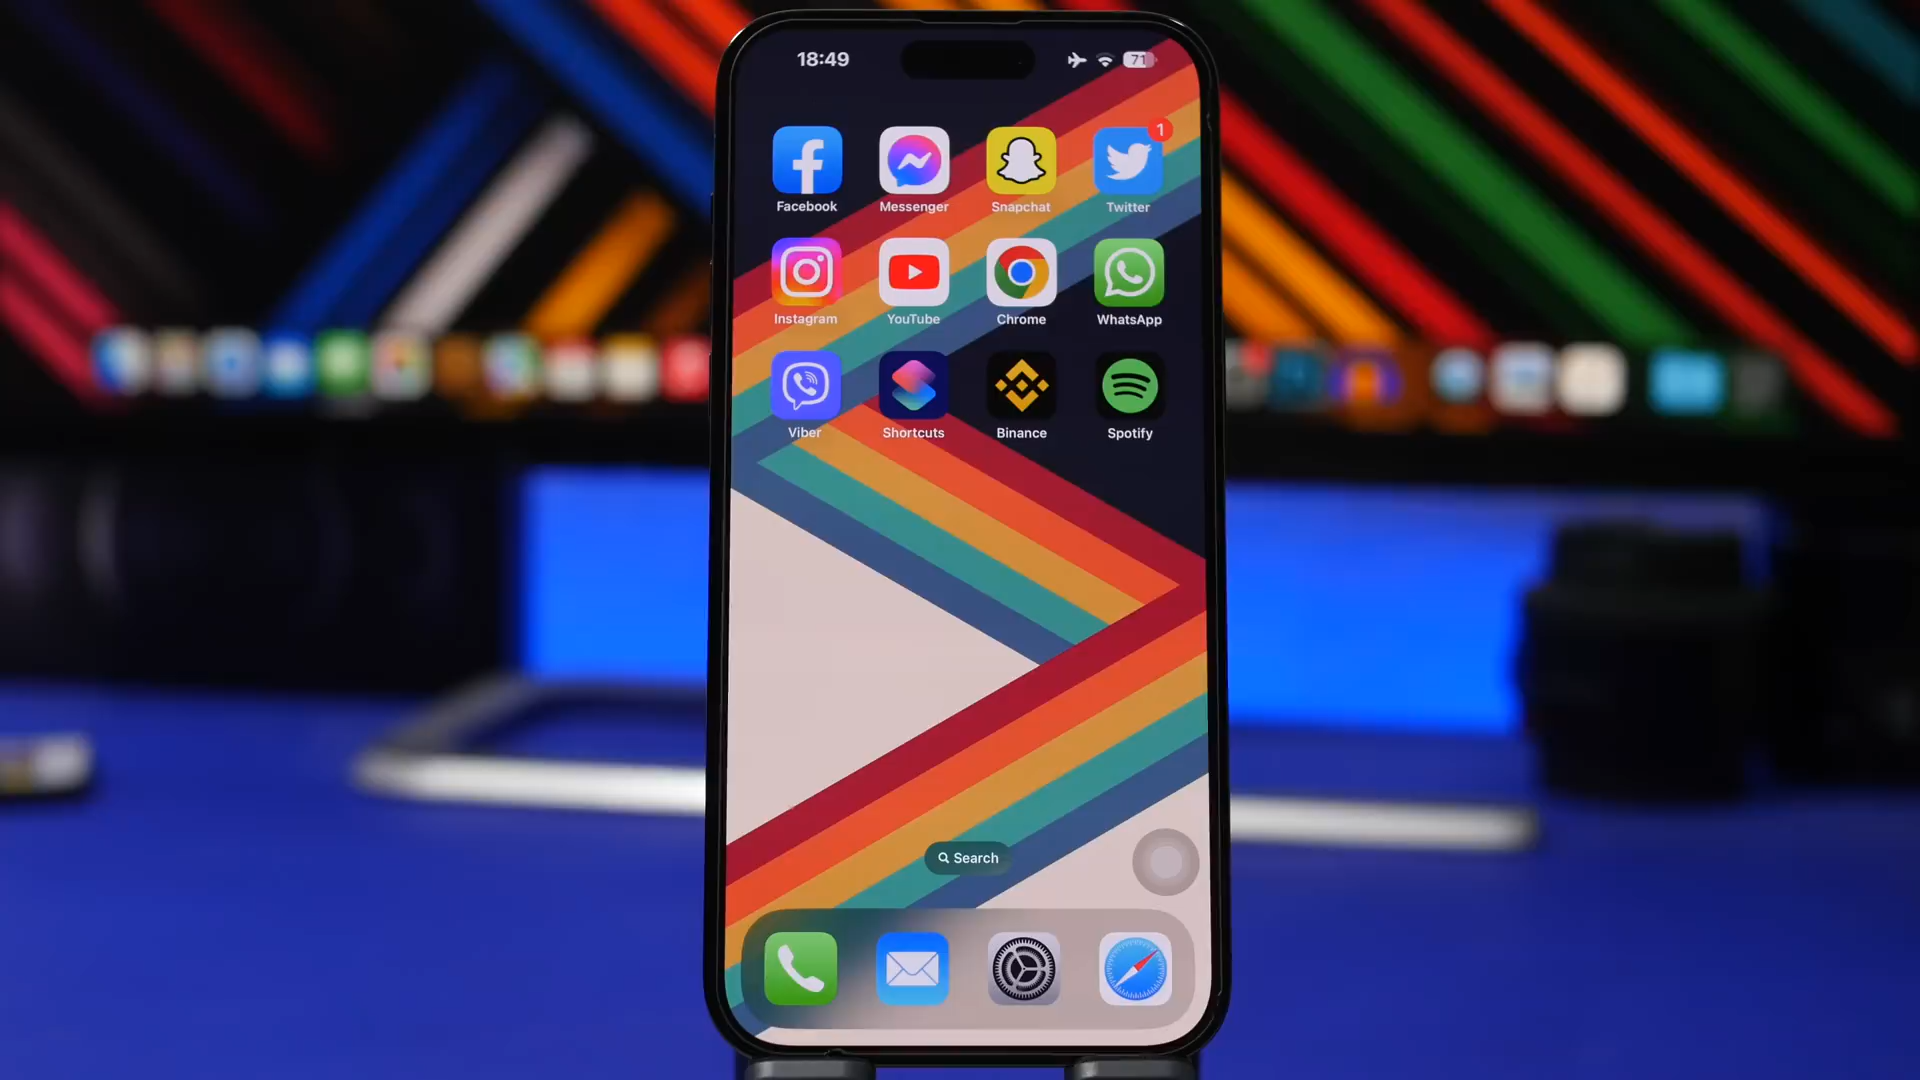 18:49 71
1
Facebook Messenger Snapchat Twitter
Instagram YouTube Chrome WhatsApp
Viber Shortcuts Binance Spotify
Search